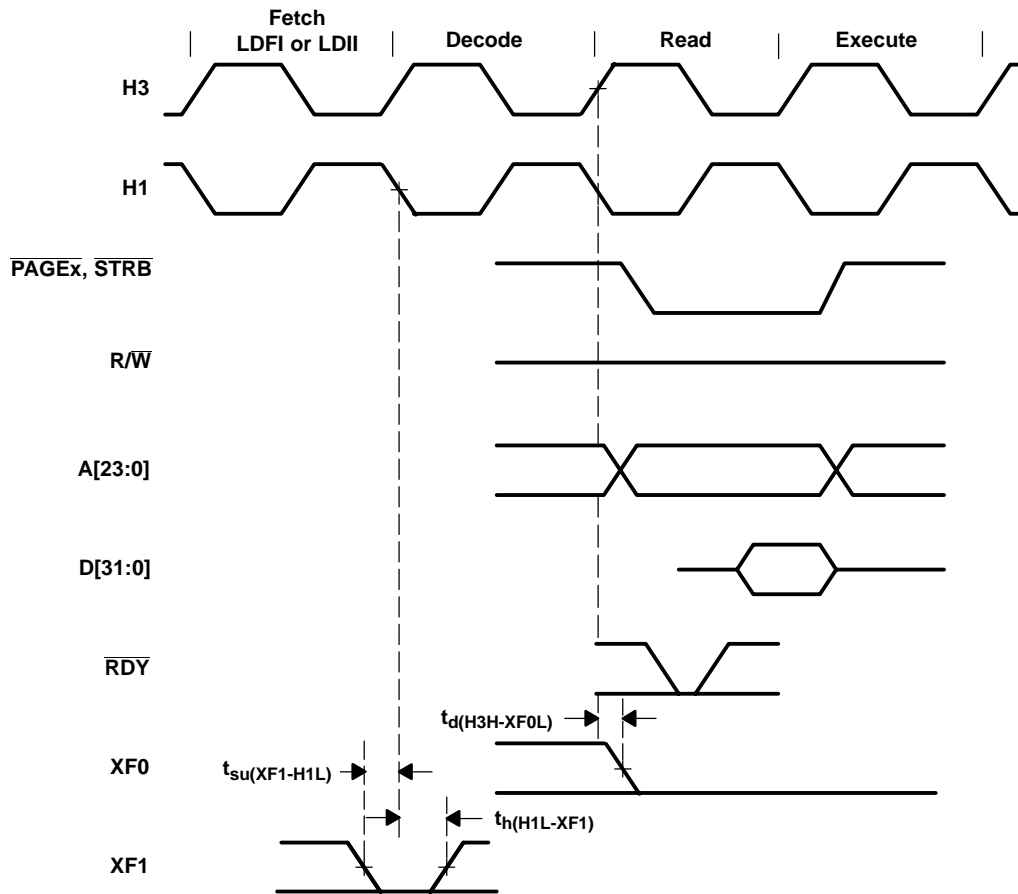 Fetch
LDFI or LDII
Decode
Read
Execute
H3
H1
PAGEx, STRB
R/W
A[23:0]
D[31:0]
RDY
td(H3H-XF0L)
XF0
tsu(XF1-H1L)
th(H1L-XF1)
XF1